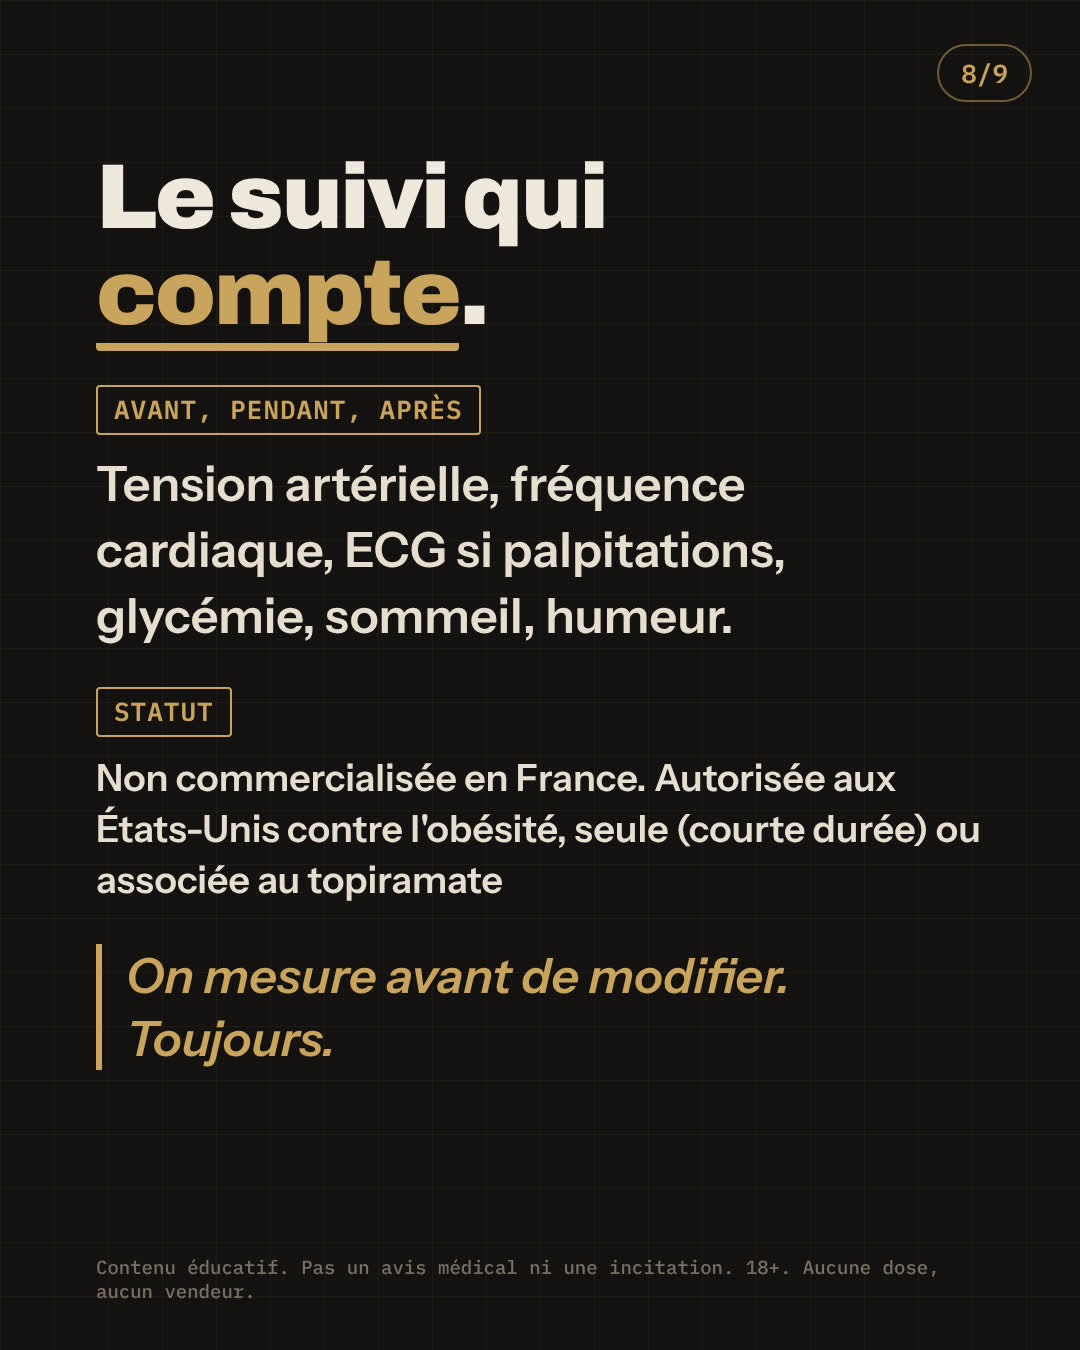 8/9
Le suivi qui
compte.
AVANT, PENDANT, APRÈS
Tension artérielle, fréquence
cardiaque, ECG si palpitations,
glycémie, sommeil, humeur.
STATUT
Non commercialisée en France. Autorisée aux
États-Unis contre l'obésité, seule (courte durée) ou
associée au topiramate
On mesure avant de modifier.
Toujours.
Contenu éducatif. Pas un avis médical ni une incitation. 18+. Aucune dose,
aucun vendeur.